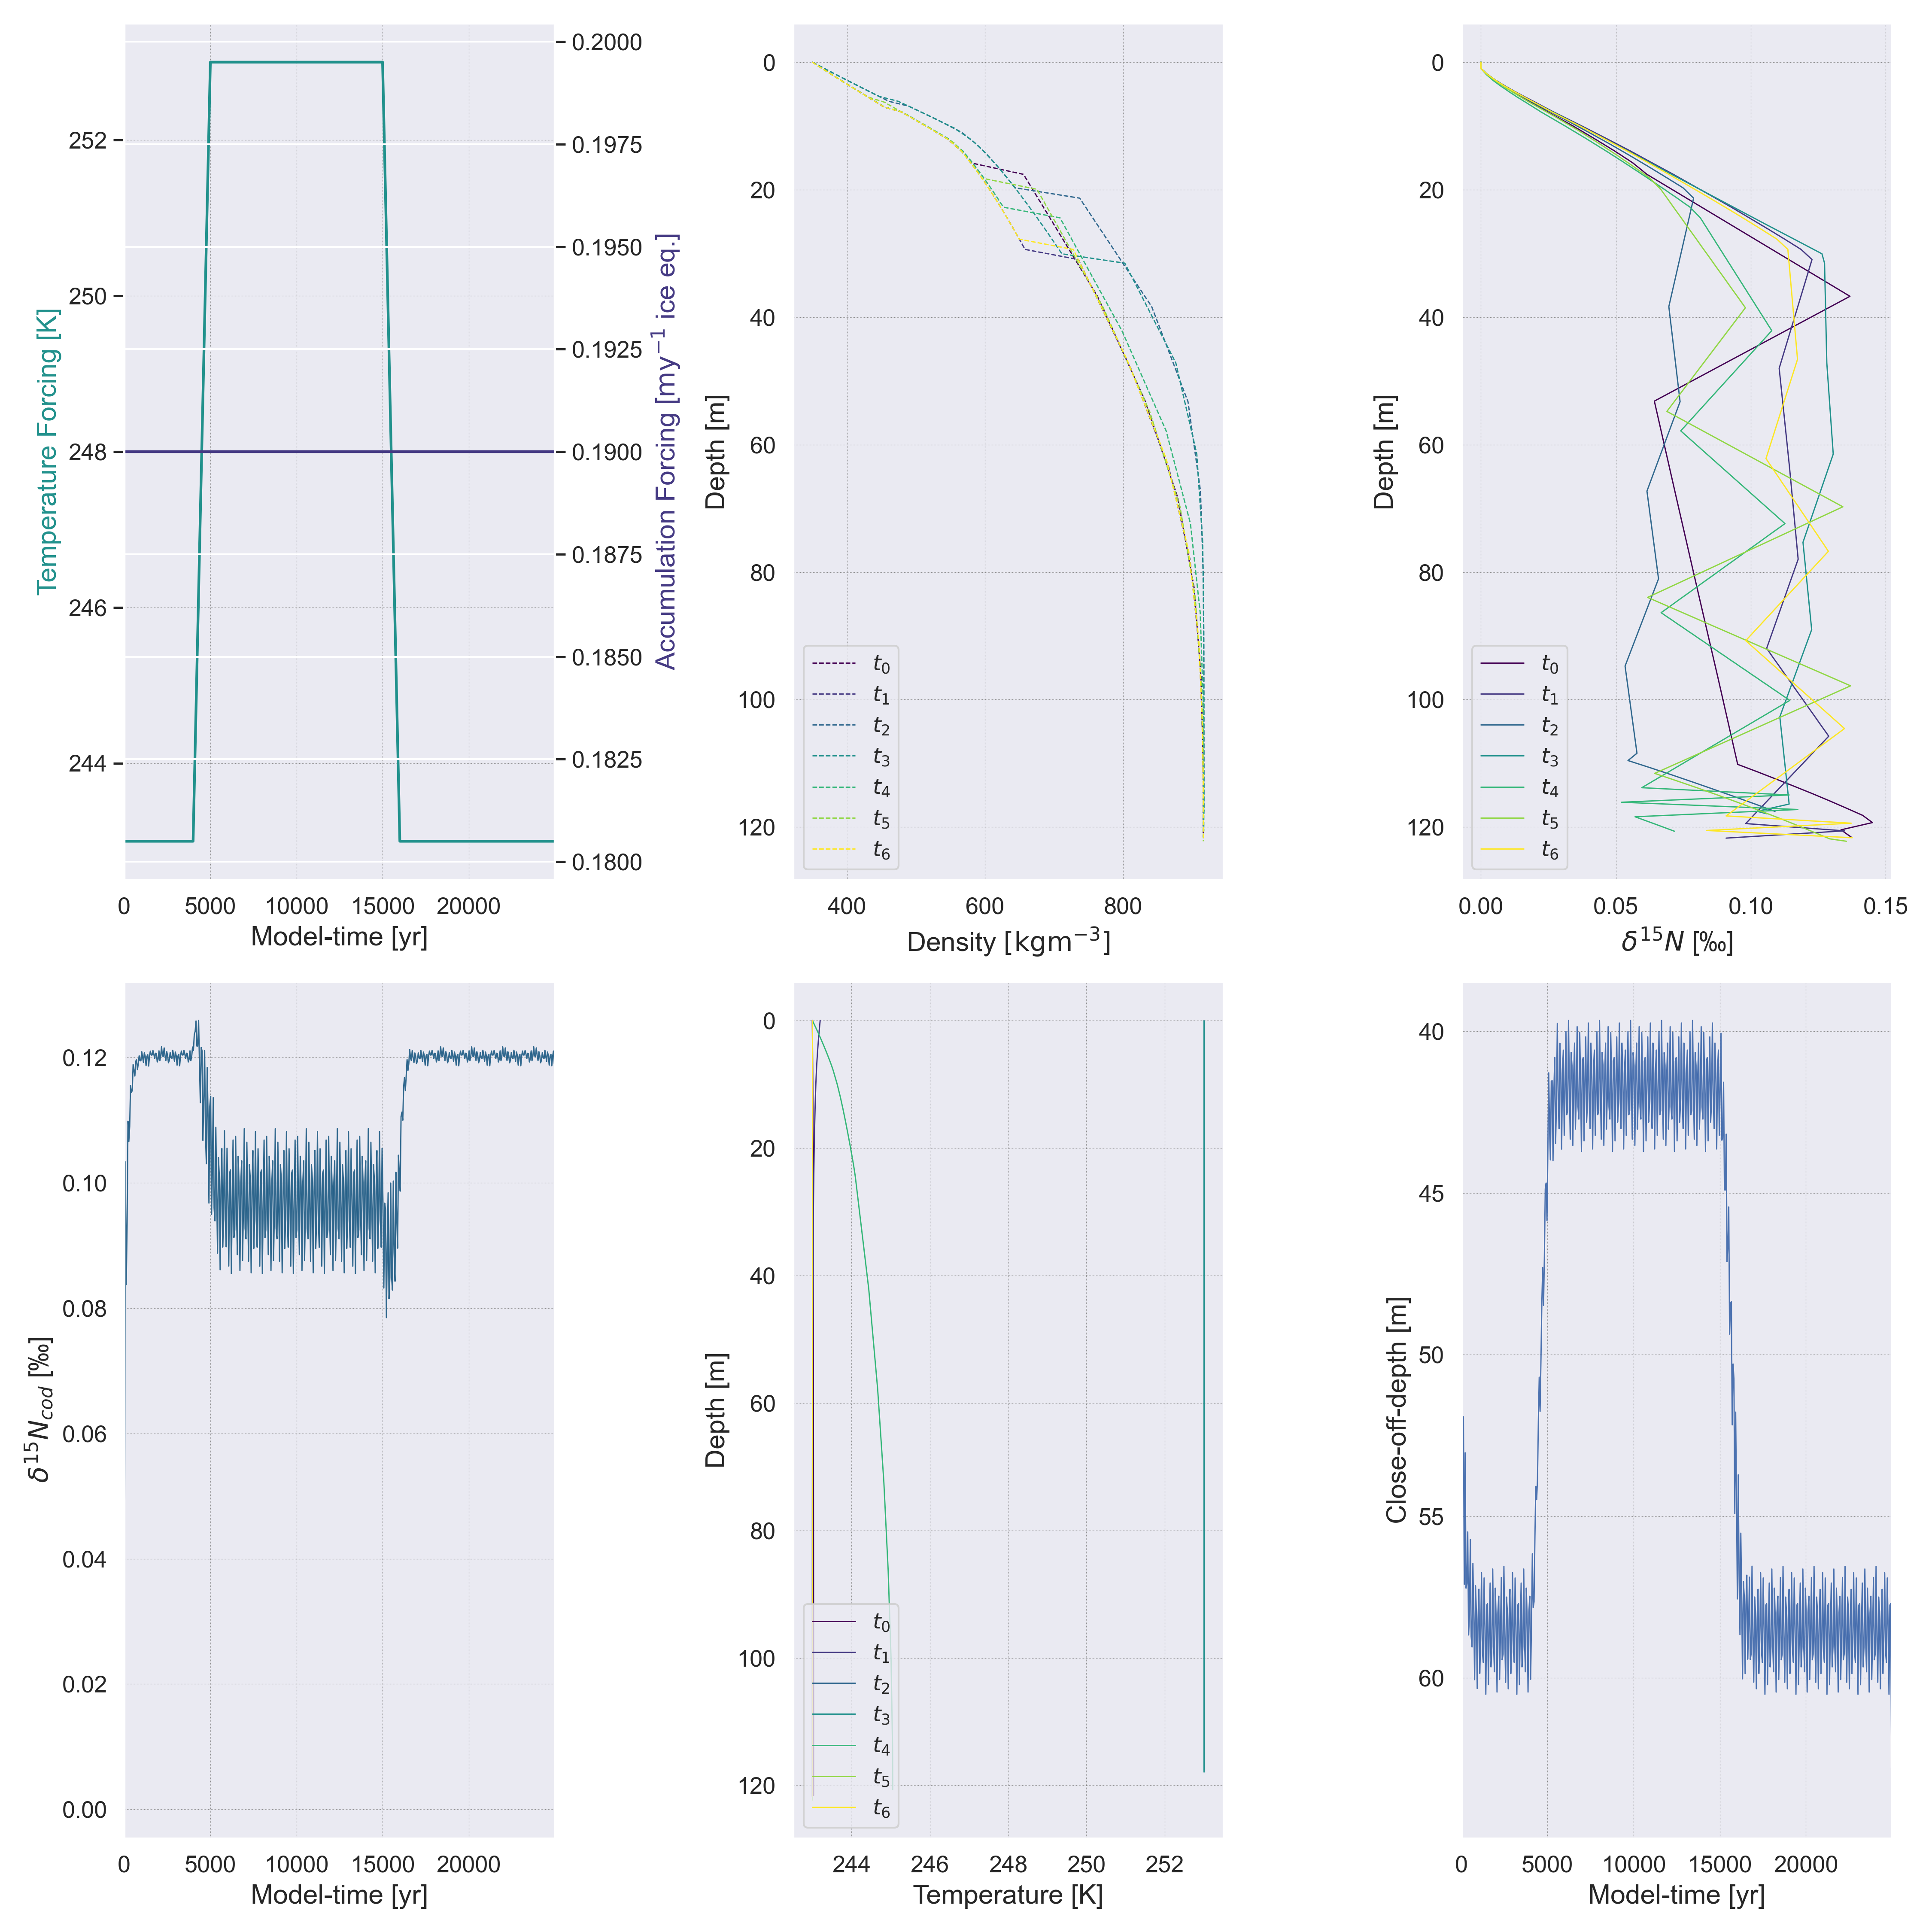 Temperature Forcing [K]
252
250
248
246
244
0.2000
0.1975
0.1950
0.1925
0.1900
0.1875
0.1850
0.1825
0.1800
Accumulation Forcing [my⁻¹ ice eq.]
0 5000 10000 15000 20000
Model-time [yr]
Depth [m]
0
20
40
60
80
100
120
t₀
t₁
t₂
t₃
t₄
t₅
t₆
400 600 800
Density [kgm⁻³]
Depth [m]
0
20
40
60
80
100
120
t₀
t₁
t₂
t₃
t₄
t₅
t₆
0.00 0.05 0.10 0.15
δ¹⁵N [‰]
δ¹⁵N_cod [‰]
0.12
0.10
0.08
0.06
0.04
0.02
0.00
0 5000 10000 15000 20000
Model-time [yr]
Depth [m]
0
20
40
60
80
100
120
t₀
t₁
t₂
t₃
t₄
t₅
t₆
244 246 248 250 252
Temperature [K]
Close-off-depth [m]
40
45
50
55
60
0 5000 10000 15000 20000
Model-time [yr]